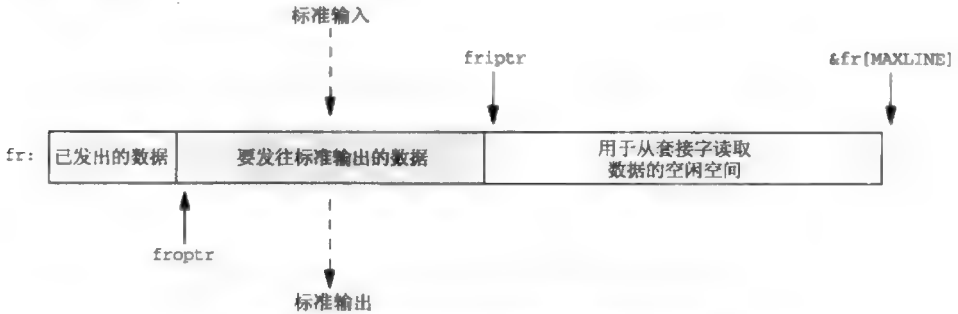 标准输入
friptr
&fr[MAXLINE]
fr:
已发出的数据
要发往标准输出的数据
用于从套接字读取
数据的空闲空间
froptr
标准输出